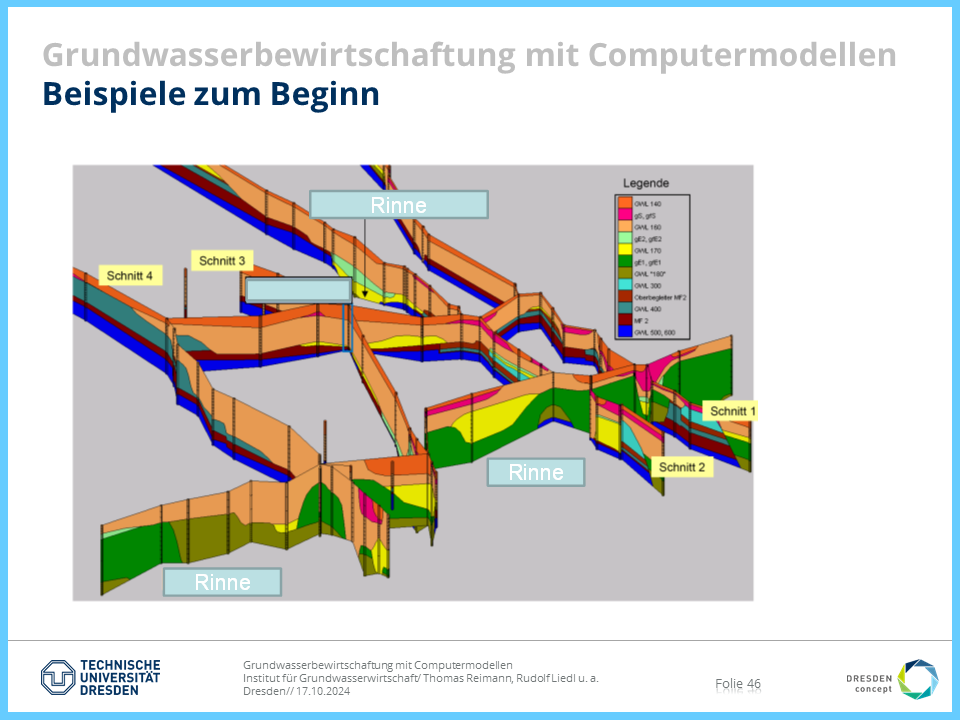 Grundwasserbewirtschaftung mit Computermodellen
Beispiele zum Beginn
Legende
GWL 140
gS, gfS
GWL 160
gE2, gfE2
GWL 170
gE1, gfE1
GWL "180"
GWL 300
Oberbegleiter MF2
GWL 400
MF 2
GWL 500, 600
Rinne
Schnitt 3
Schnitt 4
Schnitt 1
Schnitt 2
Rinne
Rinne
TECHNISCHE
UNIVERSITÄT
DRESDEN
Grundwasserbewirtschaftung mit Computermodellen
Institut für Grundwasserwirtschaft/ Thomas Reimann, Rudolf Liedl u. a.
Dresden// 17.10.2024
Folie 46
DRESDEN
concept